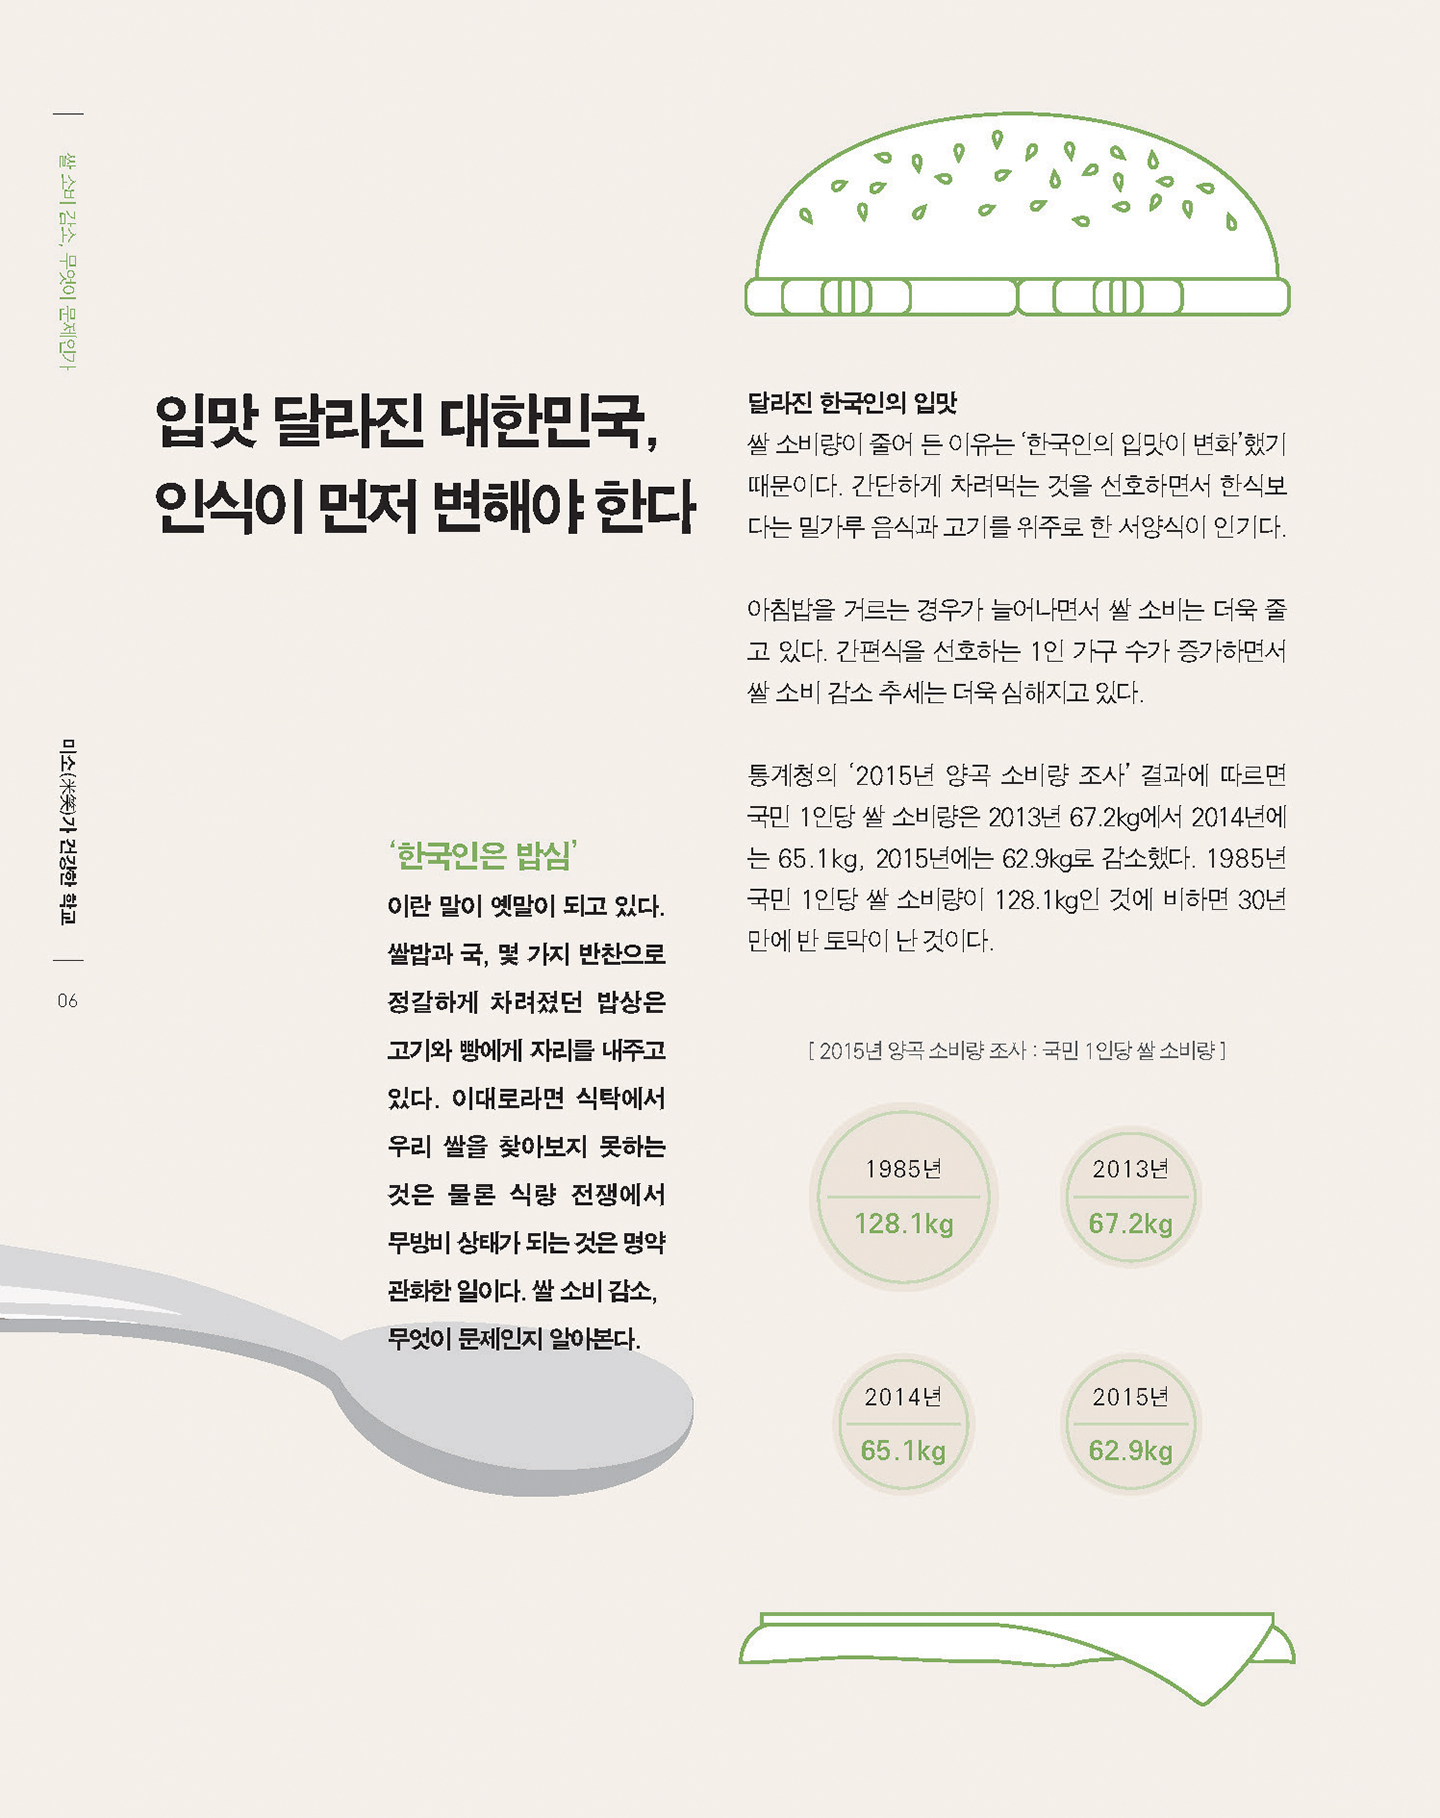 쌀 소비 감소, 무엇이 문제인가
미소(米笑)가 건강한 학교
06
입맛 달라진 대한민국,
인식이 먼저 변해야 한다
‘한국인은 밥심’
이란 말이 옛말이 되고 있다.
쌀밥과 국, 몇 가지 반찬으로
정갈하게 차려졌던 밥상은
고기와 빵에게 자리를 내주고
있다. 이대로라면 식탁에서
우리 쌀을 찾아보지 못하는
것은 물론 식량 전쟁에서
무방비 상태가 되는 것은 명약
관화한 일이다. 쌀 소비 감소,
무엇이 문제인지 알아본다.
달라진 한국인의 입맛
쌀 소비량이 줄어 든 이유는 ‘한국인의 입맛이 변화’했기
때문이다. 간단하게 차려먹는 것을 선호하면서 한식보
다는 밀가루 음식과 고기를 위주로 한 서양식이 인기다.
아침밥을 거르는 경우가 늘어나면서 쌀 소비는 더욱 줄
고 있다. 간편식을 선호하는 1인 가구 수가 증가하면서
쌀 소비 감소 추세는 더욱 심해지고 있다.
통계청의 ‘2015년 양곡 소비량 조사’ 결과에 따르면
국민 1인당 쌀 소비량은 2013년 67.2kg에서 2014년에
는 65.1kg, 2015년에는 62.9kg로 감소했다. 1985년
국민 1인당 쌀 소비량이 128.1kg인 것에 비하면 30년
만에 반 토막이 난 것이다.
[ 2015년 양곡 소비량 조사 : 국민 1인당 쌀 소비량 ]
1985년
128.1kg
2013년
67.2kg
2014년
65.1kg
2015년
62.9kg